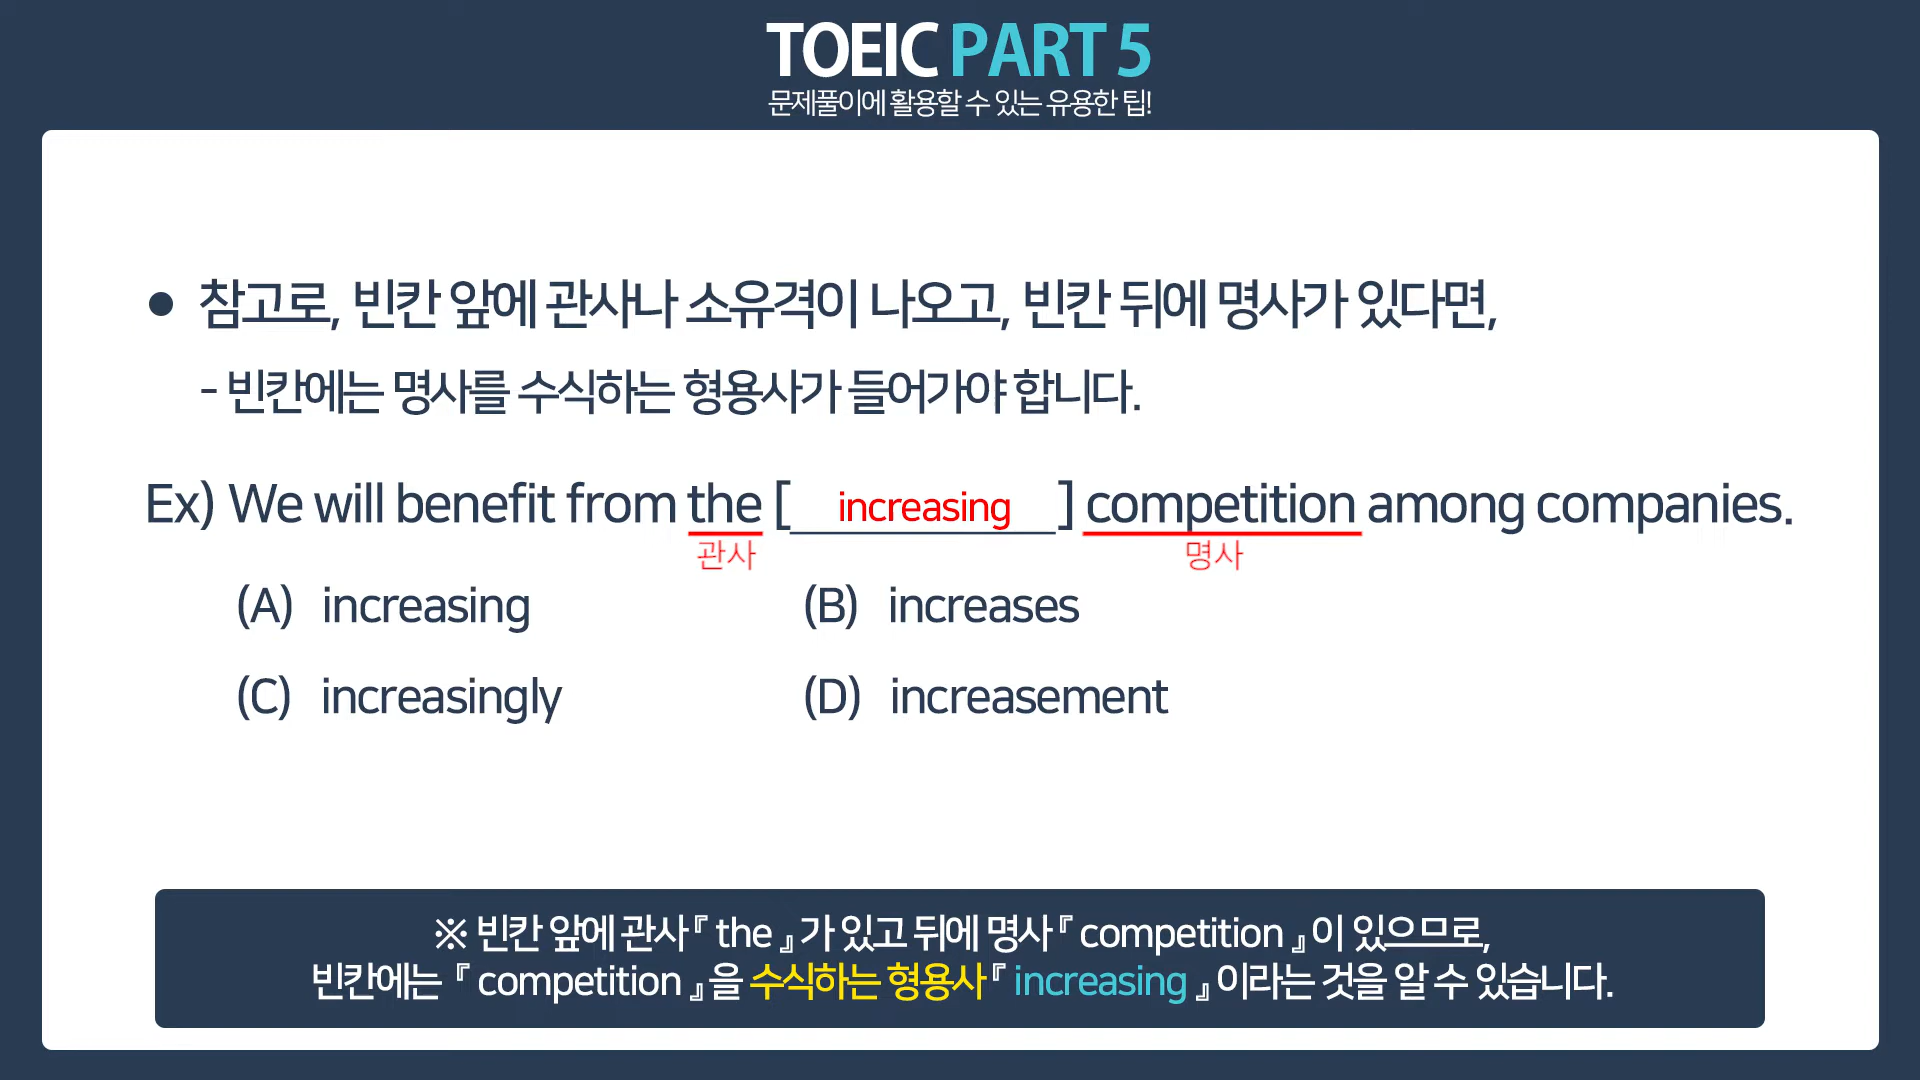 TOEIC PART 5
문제풀이에 활용할 수 있는 유용한 팁!
● 참고로, 빈칸 앞에 관사나 소유격이 나오고, 빈칸 뒤에 명사가 있다면,
- 빈칸에는 명사를 수식하는 형용사가 들어가야 합니다.
Ex) We will benefit from the [ increasing ] competition among companies.
관사 명사
(A) increasing (B) increases
(C) increasingly (D) increasement
※ 빈칸 앞에 관사『 the 』가 있고 뒤에 명사『 competition 』이 있으므로,
빈칸에는 『 competition 』을 수식하는 형용사『 increasing 』이라는 것을 알 수 있습니다.